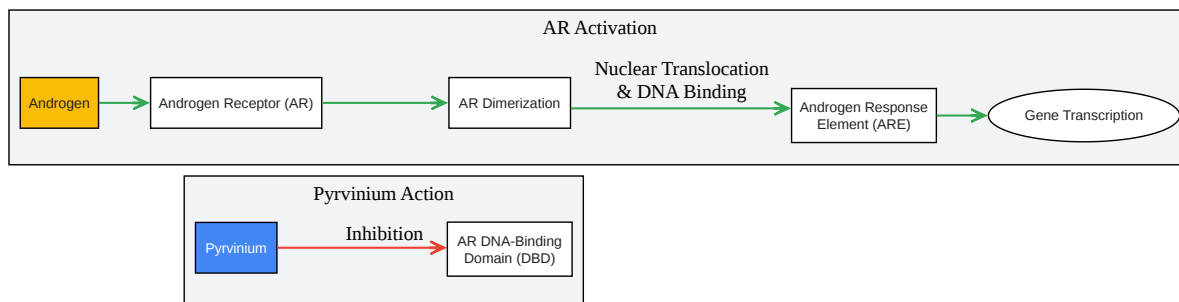 AR Activation
Androgen
Androgen Receptor (AR)
AR Dimerization
Nuclear Translocation
& DNA Binding
Androgen Response
Element (ARE)
Gene Transcription
Pyrvinium Action
Pyrvinium
Inhibition
AR DNA-Binding
Domain (DBD)